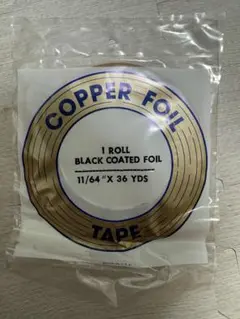 COPPER FOIL
1 ROLL
BLACK COATED FOIL
11/64" X 36 YDS
TAPE